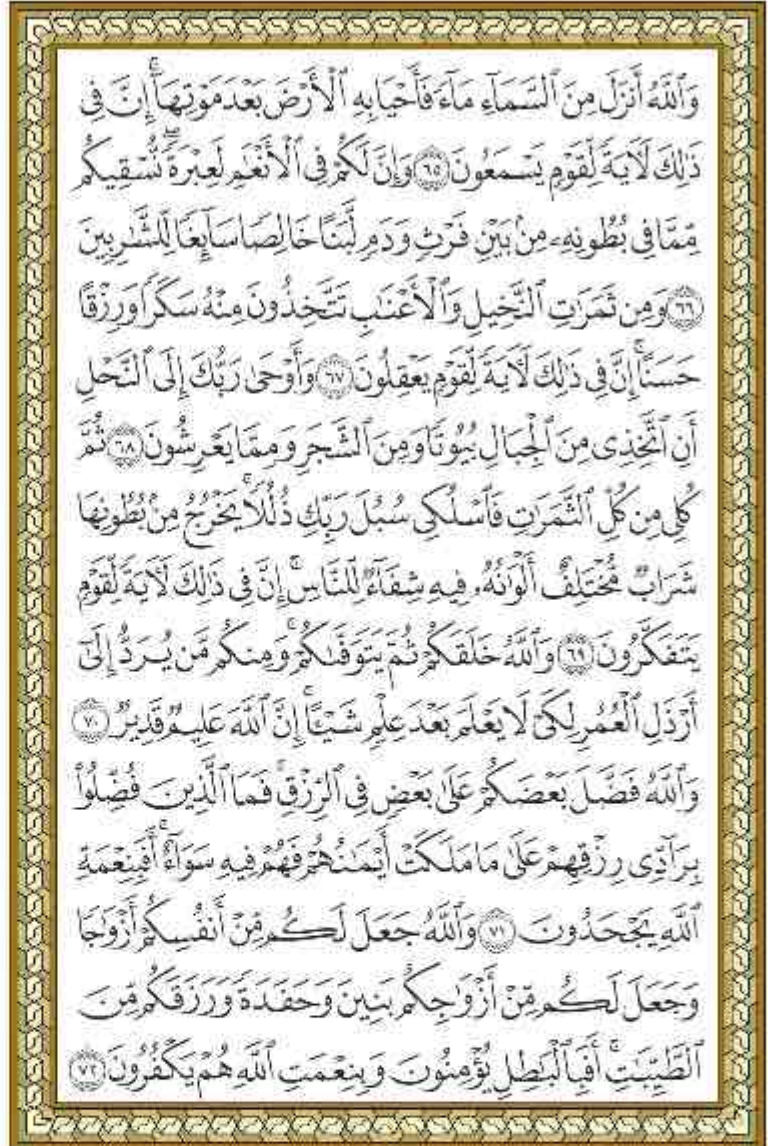 وَٱللَّهُ أَنزَلَ مِنَ ٱلسَّمَآءِ مَآءً فَأَحْيَا بِهِ ٱلْأَرْضَ بَعْدَ مَوْتِهَآ ۚ إِنَّ فِى
ذَٰلِكَ لَءَايَةً لِّقَوْمٍ يَسْمَعُونَ ٦٥ وَإِنَّ لَكُمْ فِى ٱلْأَنْعَٰمِ لَعِبْرَةً ۖ نُّسْقِيكُم
مِّمَّا فِى بُطُونِهِۦ مِنۢ بَيْنِ فَرْثٍ وَدَمٍ لَّبَنًا خَالِصًا سَآئِغًا لِّلشَّٰرِبِينَ
٦٦ وَمِن ثَمَرَٰتِ ٱلنَّخِيلِ وَٱلْأَعْنَٰبِ تَتَّخِذُونَ مِنْهُ سَكَرًا وَرِزْقًا
حَسَنًا ۗ إِنَّ فِى ذَٰلِكَ لَءَايَةً لِّقَوْمٍ يَعْقِلُونَ ٦٧ وَأَوْحَىٰ رَبُّكَ إِلَى ٱلنَّحْلِ
أَنِ ٱتَّخِذِى مِنَ ٱلْجِبَالِ بُيُوتًا وَمِنَ ٱلشَّجَرِ وَمِمَّا يَعْرِشُونَ ٦٨ ثُمَّ
كُلِى مِن كُلِّ ٱلثَّمَرَٰتِ فَٱسْلُكِى سُبُلَ رَبِّكِ ذُلُلًا ۚ يَخْرُجُ مِنۢ بُطُونِهَا
شَرَابٌ مُّخْتَلِفٌ أَلْوَٰنُهُۥ فِيهِ شِفَآءٌ لِّلنَّاسِ ۗ إِنَّ فِى ذَٰلِكَ لَءَايَةً لِّقَوْمٍ
يَتَفَكَّرُونَ ٦٩ وَٱللَّهُ خَلَقَكُمْ ثُمَّ يَتَوَفَّىٰكُمْ ۚ وَمِنكُم مَّن يُرَدُّ إِلَىٰٓ
أَرْذَلِ ٱلْعُمُرِ لِكَىْ لَا يَعْلَمَ بَعْدَ عِلْمٍ شَيْـًٔا ۚ إِنَّ ٱللَّهَ عَلِيمٌ قَدِيرٌ ٧٠
وَٱللَّهُ فَضَّلَ بَعْضَكُمْ عَلَىٰ بَعْضٍ فِى ٱلرِّزْقِ ۚ فَمَا ٱلَّذِينَ فُضِّلُوا۟
بِرَآدِّى رِزْقِهِمْ عَلَىٰ مَا مَلَكَتْ أَيْمَٰنُهُمْ فَهُمْ فِيهِ سَوَآءٌ ۚ أَفَبِنِعْمَةِ
ٱللَّهِ يَجْحَدُونَ ٧١ وَٱللَّهُ جَعَلَ لَكُم مِّنْ أَنفُسِكُمْ أَزْوَٰجًا
وَجَعَلَ لَكُم مِّنْ أَزْوَٰجِكُم بَنِينَ وَحَفَدَةً وَرَزَقَكُم مِّنَ
ٱلطَّيِّبَٰتِ ۚ أَفَبِٱلْبَٰطِلِ يُؤْمِنُونَ وَبِنِعْمَتِ ٱللَّهِ هُمْ يَكْفُرُونَ ٧٢